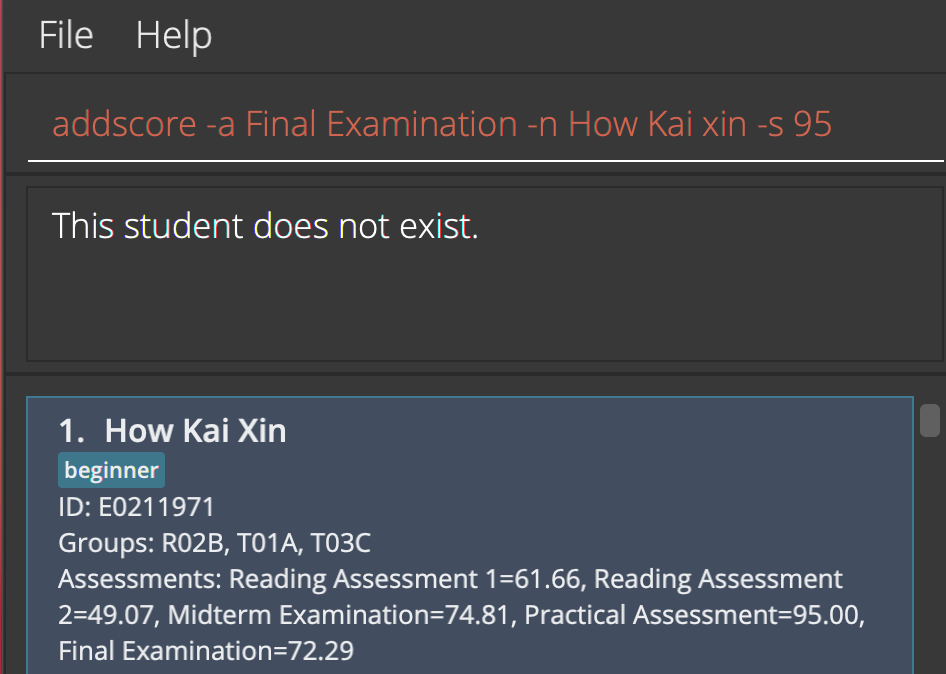 File Help
addscore -a Final Examination -n How Kai xin -s 95
This student does not exist.
1. How Kai Xin
beginner
ID: E0211971
Groups: R02B, T01A, T03C
Assessments: Reading Assessment 1=61.66, Reading Assessment
2=49.07, Midterm Examination=74.81, Practical Assessment=95.00,
Final Examination=72.29